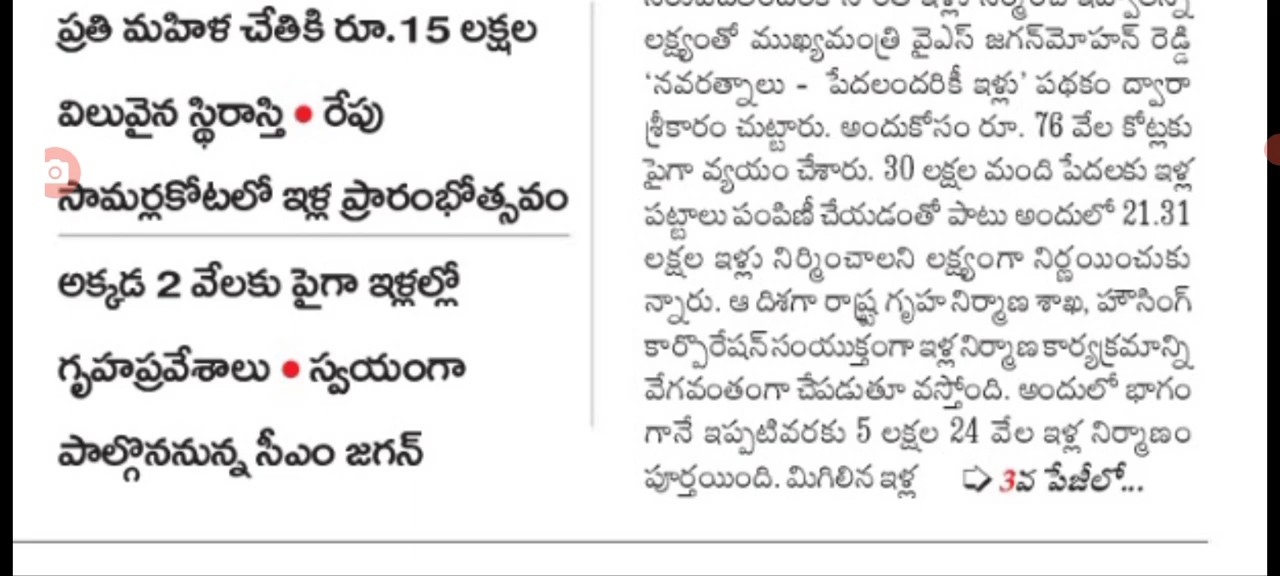 ప్రతి మహిళ చేతికి రూ.15 లక్షల
విలువైన స్థిరాస్తి • రేపు
సామర్లకోటలో ఇళ్ల ప్రారంభోత్సవం
అక్కడ 2 వేలకు పైగా ఇళ్లల్లో
గృహప్రవేశాలు • స్వయంగా
పాల్గొననున్న సీఎం జగన్
లక్ష్యంతో ముఖ్యమంత్రి వైఎస్ జగన్‌మోహన్ రెడ్డి
‘నవరత్నాలు - పేదలందరికీ ఇళ్లు’ పథకం ద్వారా
శ్రీకారం చుట్టారు. అందుకోసం రూ. 76 వేల కోట్లకు
పైగా వ్యయం చేశారు. 30 లక్షల మంది పేదలకు ఇళ్ల
పట్టాలు పంపిణీ చేయడంతో పాటు అందులో 21.31
లక్షల ఇళ్లు నిర్మించాలని లక్ష్యంగా నిర్ణయించుకు
న్నారు. ఆ దిశగా రాష్ట్ర గృహ నిర్మాణ శాఖ, హౌసింగ్
కార్పొరేషన్ సంయుక్తంగా ఇళ్ల నిర్మాణ కార్యక్రమాన్ని
వేగవంతంగా చేపడుతూ వస్తోంది. అందులో భాగం
గానే ఇప్పటివరకు 5 లక్షల 24 వేల ఇళ్ల నిర్మాణం
పూర్తయింది. మిగిలిన ఇళ్ల ➩ 3వ పేజీలో...